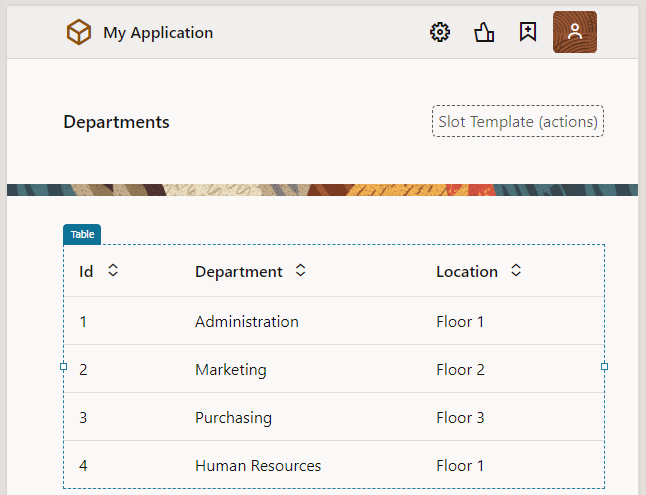 My Application
Departments
Slot Template (actions)
Table
Id Department Location
1 Administration Floor 1
2 Marketing Floor 2
3 Purchasing Floor 3
4 Human Resources Floor 1